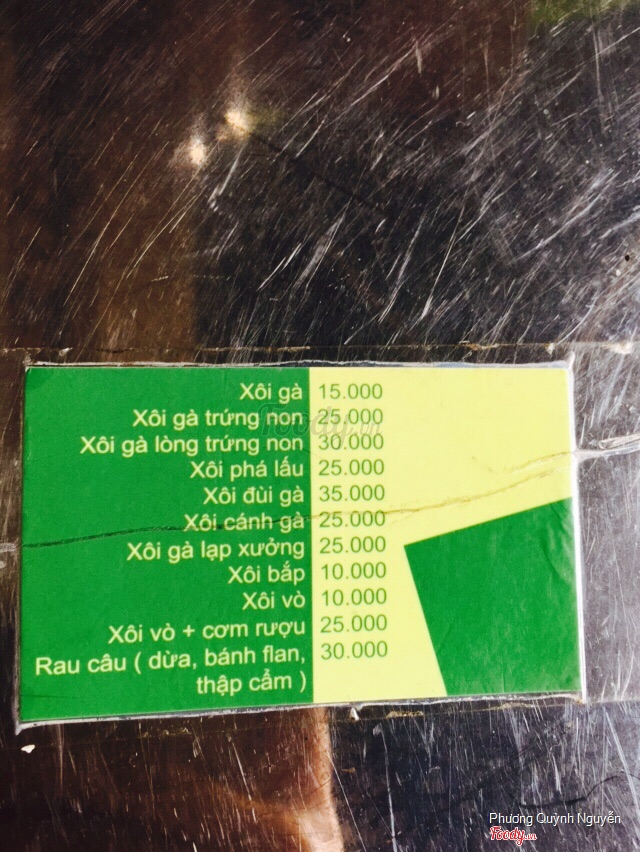 Xôi gà 15.000
Xôi gà trứng non 25.000
Xôi gà lòng trứng non 30.000
Xôi phá lấu 25.000
Xôi đùi gà 35.000
Xôi cánh gà 25.000
Xôi gà lạp xưởng 25.000
Xôi bắp 10.000
Xôi vò 10.000
Xôi vò + cơm rượu 25.000
Rau câu ( dừa, bánh flan, 30.000
thập cẩm )
Foody.vn
Phương Quỳnh Nguyễn
Foody.vn